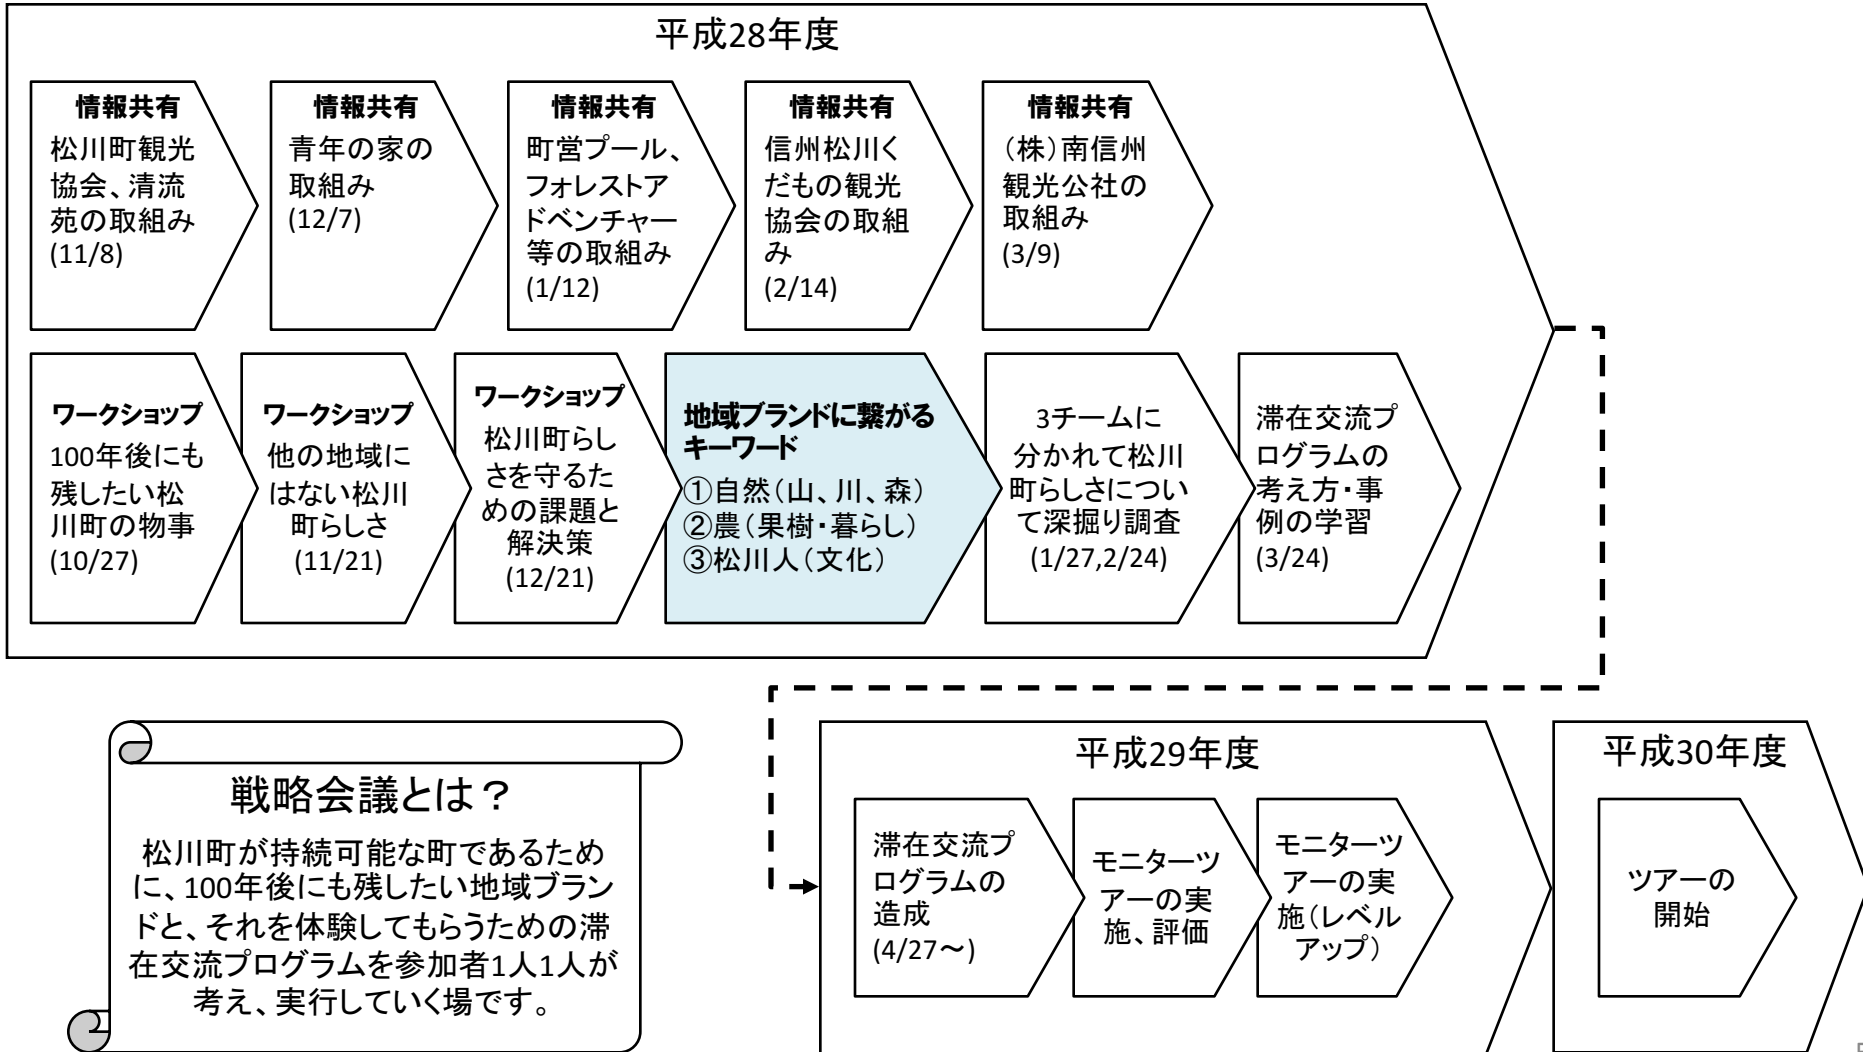 平成28年度
情報共有
松川町観光
協会、清流
苑の取組み
(11/8)
情報共有
青年の家の
取組み
(12/7)
情報共有
町営プール、
フォレストア
ドベンチャー
等の取組み
(1/12)
情報共有
信州松川く
だもの観光
協会の取組
み
(2/14)
情報共有
(株)南信州
観光公社の
取組み
(3/9)
ワークショップ
100年後にも
残したい松
川町の物事
(10/27)
ワークショップ
他の地域に
はない松川
町らしさ
(11/21)
ワークショップ
松川町らし
さを守るた
めの課題と
解決策
(12/21)
地域ブランドに繋がる
キーワード
①自然(山、川、森)
②農(果樹・暮らし)
③松川人(文化)
3チームに
分かれて松川
町らしさについ
て深掘り調査
(1/27,2/24)
滞在交流プ
ログラムの
考え方・事
例の学習
(3/24)
戦略会議とは？
松川町が持続可能な町であるため
に、100年後にも残したい地域ブラン
ドと、それを体験してもらうための滞
在交流プログラムを参加者1人1人が
考え、実行していく場です。
平成29年度
滞在交流プ
ログラムの
造成
(4/27～)
モニターツ
アーの実
施、評価
モニターツ
アーの実
施(レベル
アップ)
平成30年度
ツアーの
開始